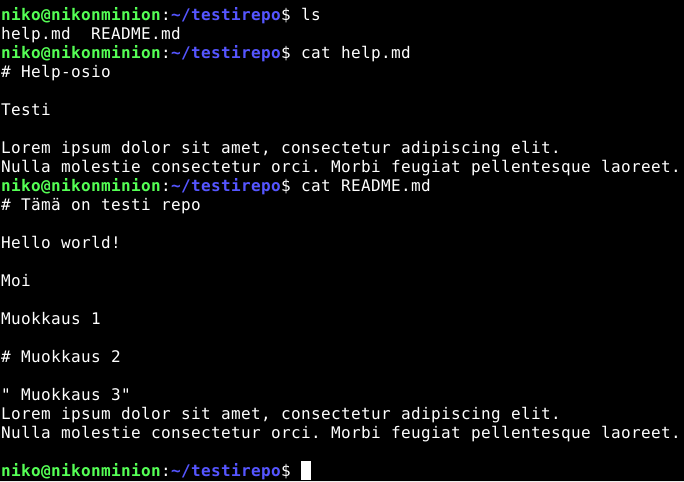 niko@nikonminion:~/testirepo$ ls
help.md  README.md
niko@nikonminion:~/testirepo$ cat help.md
# Help-osio
Testi
Lorem ipsum dolor sit amet, consectetur adipiscing elit.
Nulla molestie consectetur orci. Morbi feugiat pellentesque laoreet.
niko@nikonminion:~/testirepo$ cat README.md
# Tämä on testi repo
Hello world!
Moi
Muokkaus 1
# Muokkaus 2
" Muokkaus 3"
Lorem ipsum dolor sit amet, consectetur adipiscing elit.
Nulla molestie consectetur orci. Morbi feugiat pellentesque laoreet.
niko@nikonminion:~/testirepo$